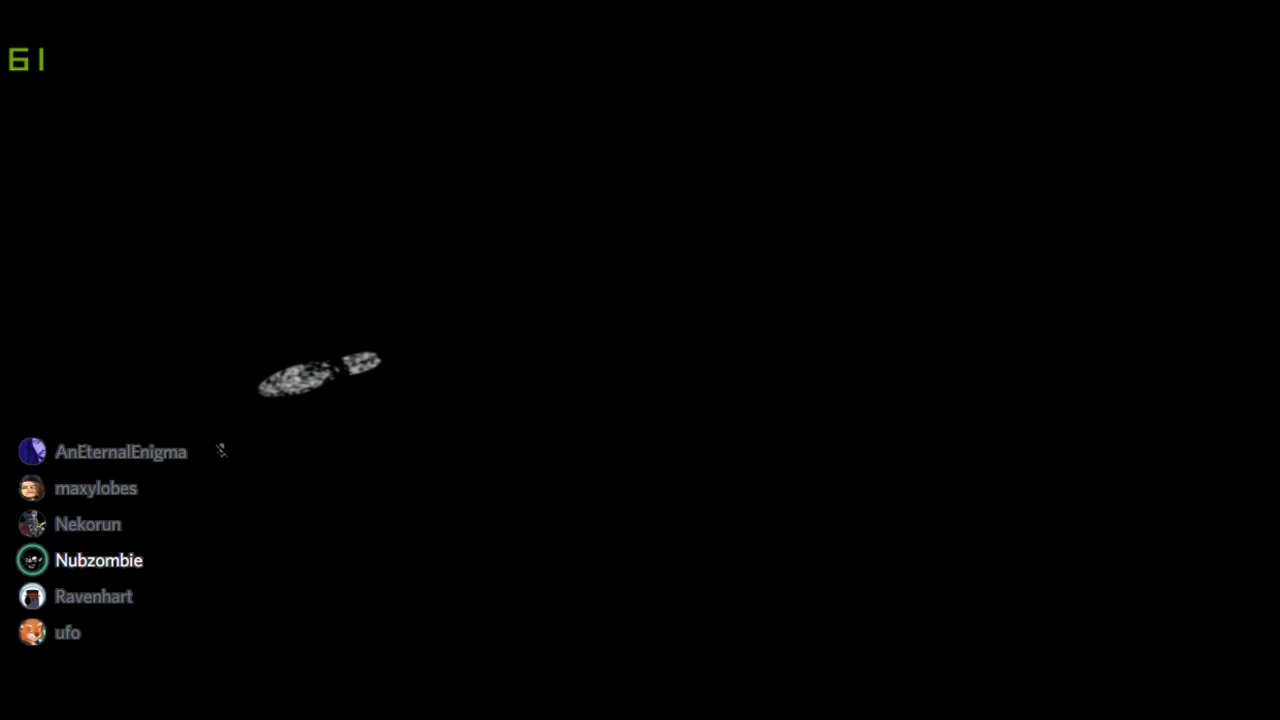 61
AnEternalEnigma
maxylobes
Nekorun
Nubzombie
Ravenhart
ufo